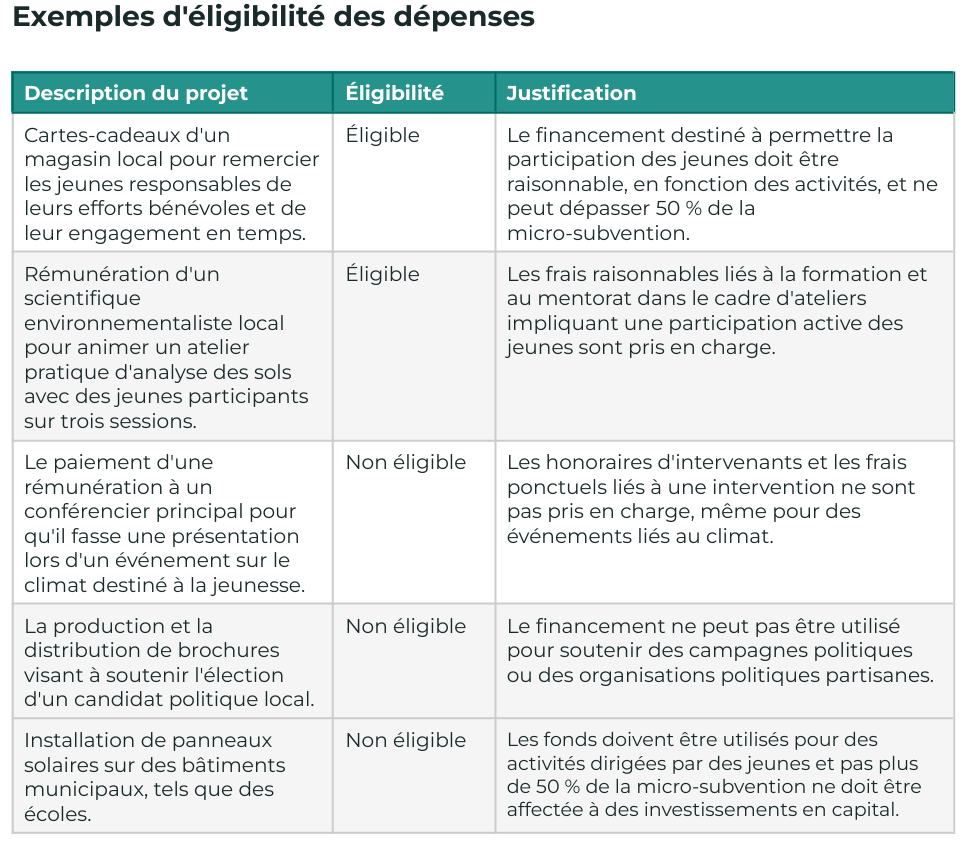 Exemples d'éligibilité des dépenses
Description du projet
Éligibilité
Justification
Cartes-cadeaux d'un
magasin local pour remercier
les jeunes responsables de
leurs efforts bénévoles et de
leur engagement en temps.
Éligible
Le financement destiné à permettre la
participation des jeunes doit être
raisonnable, en fonction des activités, et ne
peut dépasser 50 % de la
micro-subvention.
Rémunération d'un
scientifique
environnementaliste local
pour animer un atelier
pratique d'analyse des sols
avec des jeunes participants
sur trois sessions.
Éligible
Les frais raisonnables liés à la formation et
au mentorat dans le cadre d'ateliers
impliquant une participation active des
jeunes sont pris en charge.
Le paiement d'une
rémunération à un
conférencier principal pour
qu'il fasse une présentation
lors d'un événement sur le
climat destiné à la jeunesse.
Non éligible
Les honoraires d'intervenants et les frais
ponctuels liés à une intervention ne sont
pas pris en charge, même pour des
événements liés au climat.
La production et la
distribution de brochures
visant à soutenir l'élection
d'un candidat politique local.
Non éligible
Le financement ne peut pas être utilisé
pour soutenir des campagnes politiques
ou des organisations politiques partisanes.
Installation de panneaux
solaires sur des bâtiments
municipaux, tels que des
écoles.
Non éligible
Les fonds doivent être utilisés pour des
activités dirigées par des jeunes et pas plus
de 50 % de la micro-subvention ne doit être
affectée à des investissements en capital.